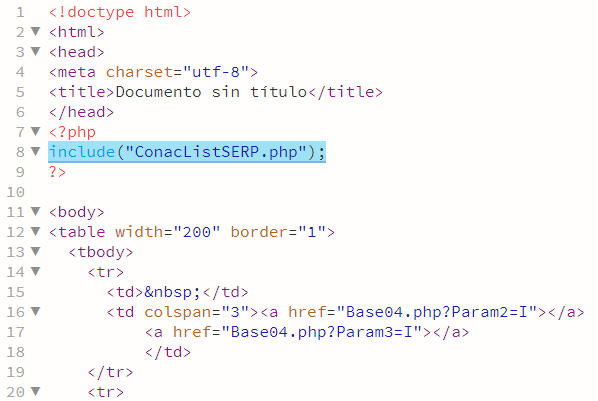 1 <!doctype html>
2 ▼ <html>
3 ▼ <head>
4 <meta charset="utf-8">
5 <title>Documento sin título</title>
6 </head>
7 ▼ <?php
8 ▼ include("ConacListSERP.php");
9 ?>
10
11 ▼ <body>
12 ▼ <table width="200" border="1">
13 ▼   <tbody>
14 ▼     <tr>
15       <td>&nbsp;</td>
16 ▼       <td colspan="3"><a href="Base04.php?Param2=I"></a>
17           <a href="Base04.php?Param3=I"></a>
18           </td>
19     </tr>
20 ▼     <tr>